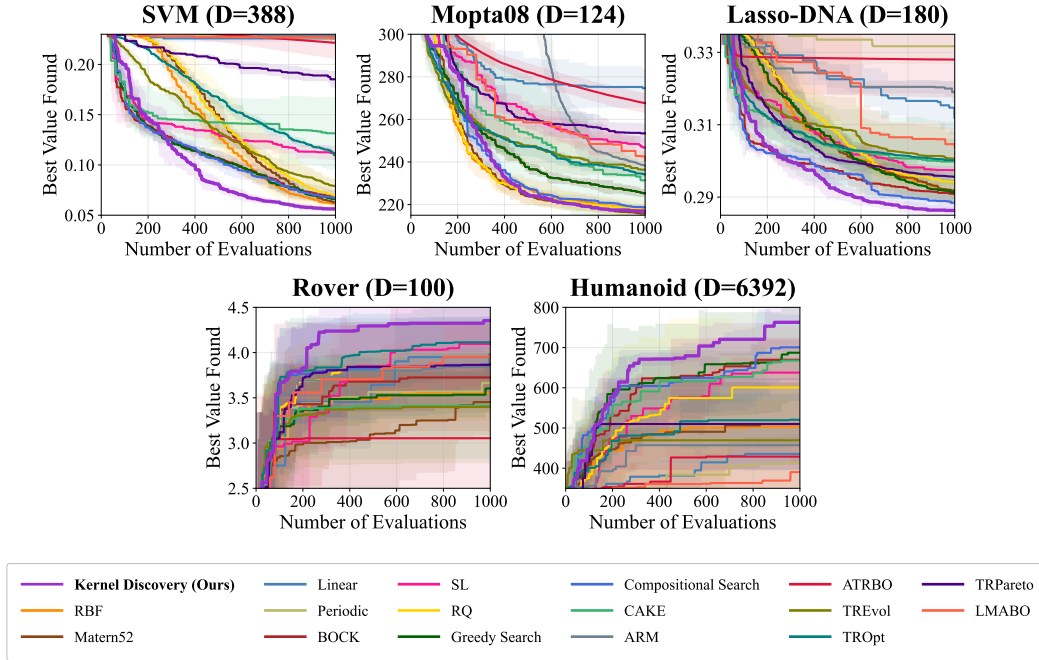 SVM (D=388)
Mopta08 (D=124)
Lasso-DNA (D=180)
Best Value Found
0.20
0.15
0.10
0.05
0 200 400 600 800 1000
Number of Evaluations
Best Value Found
300
280
260
240
220
0 200 400 600 800 1000
Number of Evaluations
Best Value Found
0.33
0.31
0.29
0 200 400 600 800 1000
Number of Evaluations
Rover (D=100)
Humanoid (D=6392)
Best Value Found
4.5
4.0
3.5
3.0
2.5
0 200 400 600 800 1000
Number of Evaluations
Best Value Found
800
700
600
500
400
0 200 400 600 800 1000
Number of Evaluations
Kernel Discovery (Ours)
RBF
Matern52
Linear
Periodic
BOCK
SL
RQ
Greedy Search
Compositional Search
CAKE
ARM
ATRBO
TREvol
TROpt
TRPareto
LMABO